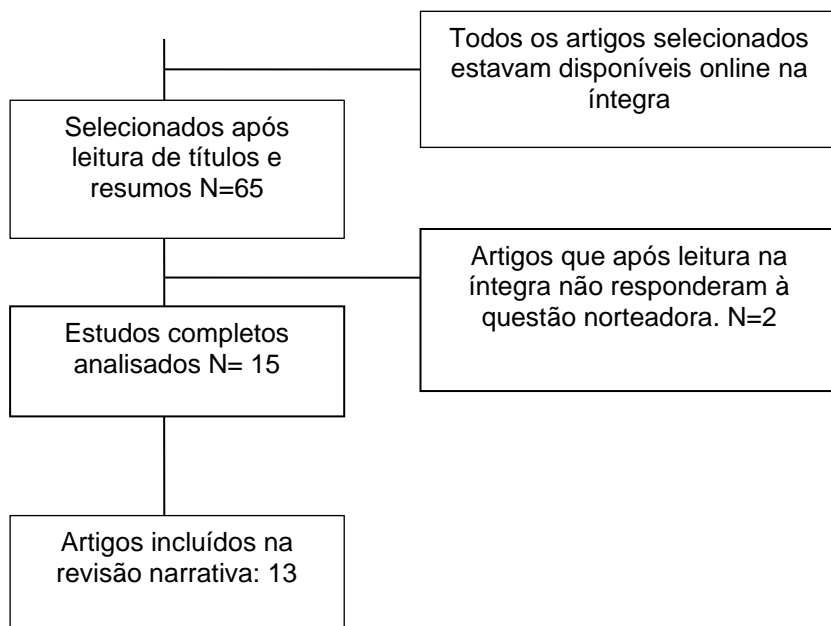 Todos os artigos selecionados
estavam disponíveis online na
íntegra
Selecionados após
leitura de títulos e
resumos N=65
Artigos que após leitura na
íntegra não responderam à
questão norteadora. N=2
Estudos completos
analisados N= 15
Artigos incluídos na
revisão narrativa: 13